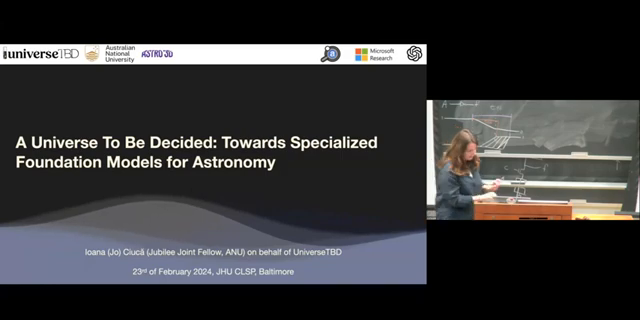 universeTBD
Australian
National
University
ASTRO JO
Microsoft
Research
A Universe To Be Decided: Towards Specialized
Foundation Models for Astronomy
Ioana (Jo) Ciucă (Jubilee Joint Fellow, ANU) on behalf of UniverseTBD
23rd of February 2024, JHU CLSP, Baltimore